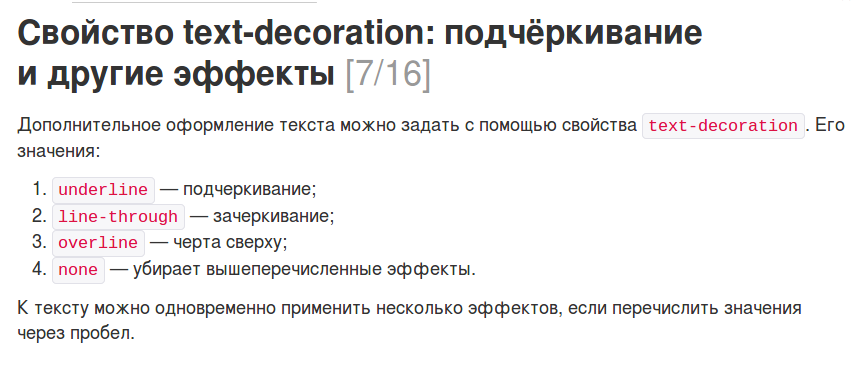 Свойство text-decoration: подчёркивание
и другие эффекты [7/16]
Дополнительное оформление текста можно задать с помощью свойства text-decoration. Его
значения:
1. underline — подчеркивание;
2. line-through — зачеркивание;
3. overline — черта сверху;
4. none — убирает вышеперечисленные эффекты.
К тексту можно одновременно применить несколько эффектов, если перечислить значения
через пробел.